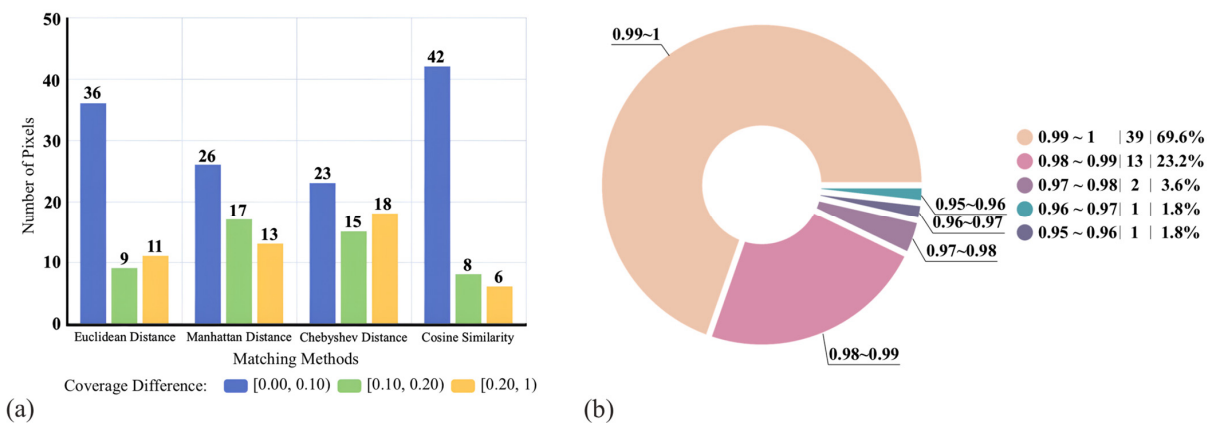 50
40
30
20
10
0
Number of Pixels
36
9
11
26
17
13
23
15
18
42
8
6
Euclidean Distance
Manhattan Distance
Chebyshev Distance
Cosine Similarity
Matching Methods
Coverage Difference: [0.00, 0.10) [0.10, 0.20) [0.20, 1)
(a)
0.99~1
0.95~0.96
0.96~0.97
0.97~0.98
0.98~0.99
0.99 ~ 1 | 39 | 69.6%
0.98 ~ 0.99 | 13 | 23.2%
0.97 ~ 0.98 | 2 | 3.6%
0.96 ~ 0.97 | 1 | 1.8%
0.95 ~ 0.96 | 1 | 1.8%
(b)